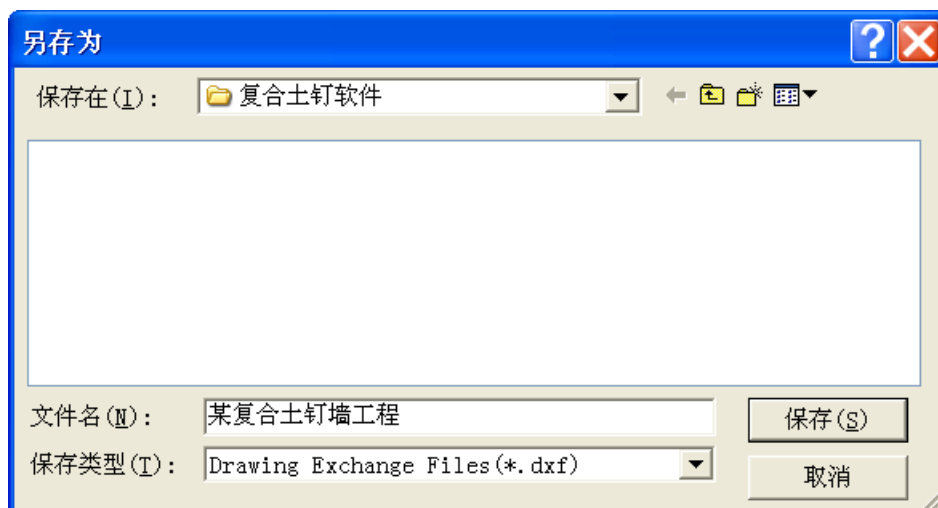 另存为
保存在(I): 复合土钉软件
文件名(N): 某复合土钉墙工程 保存(S)
保存类型(T): Drawing Exchange Files(*.dxf) 取消